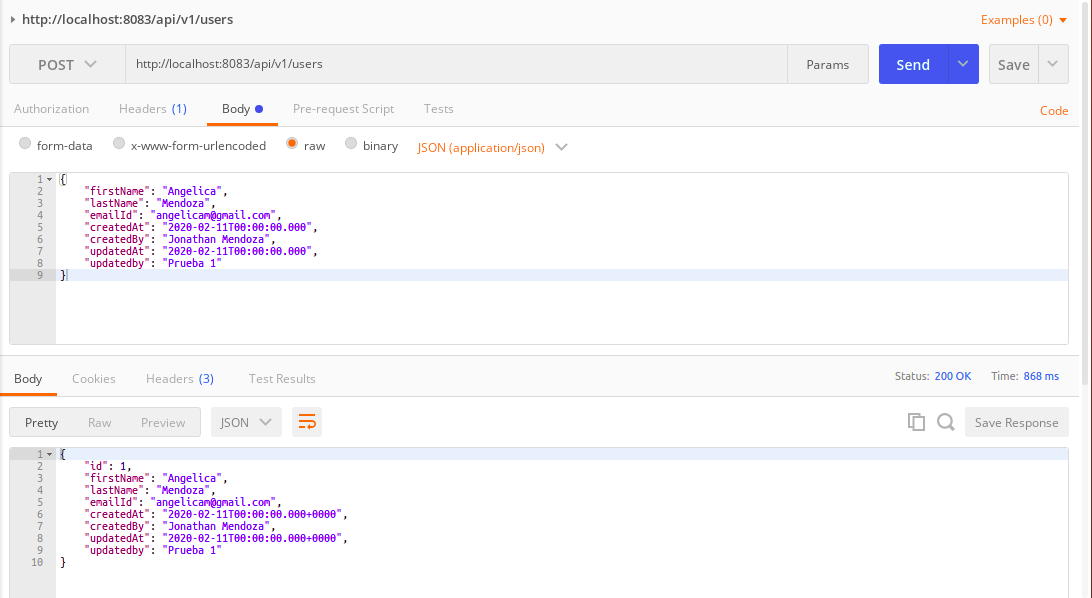 http://localhost:8083/api/v1/users Examples (0)
POST http://localhost:8083/api/v1/users Params Send Save
Authorization Headers (1) Body Pre-request Script Tests Code
form-data x-www-form-urlencoded raw binary JSON (application/json)
1 {
2 "firstName": "Angelica",
3 "lastName": "Mendoza",
4 "emailId": "angelicam@gmail.com",
5 "createdAt": "2020-02-11T00:00:00.000",
6 "createdBy": "Jonathan Mendoza",
7 "updatedAt": "2020-02-11T00:00:00.000",
8 "updatedby": "Prueba 1"
9 }
Body Cookies Headers (3) Test Results Status: 200 OK Time: 868 ms
Pretty Raw Preview JSON Save Response
1 {
2 "id": 1,
3 "firstName": "Angelica",
4 "lastName": "Mendoza",
5 "emailId": "angelicam@gmail.com",
6 "createdAt": "2020-02-11T00:00:00.000+0000",
7 "createdBy": "Jonathan Mendoza",
8 "updatedAt": "2020-02-11T00:00:00.000+0000",
9 "updatedby": "Prueba 1"
10 }